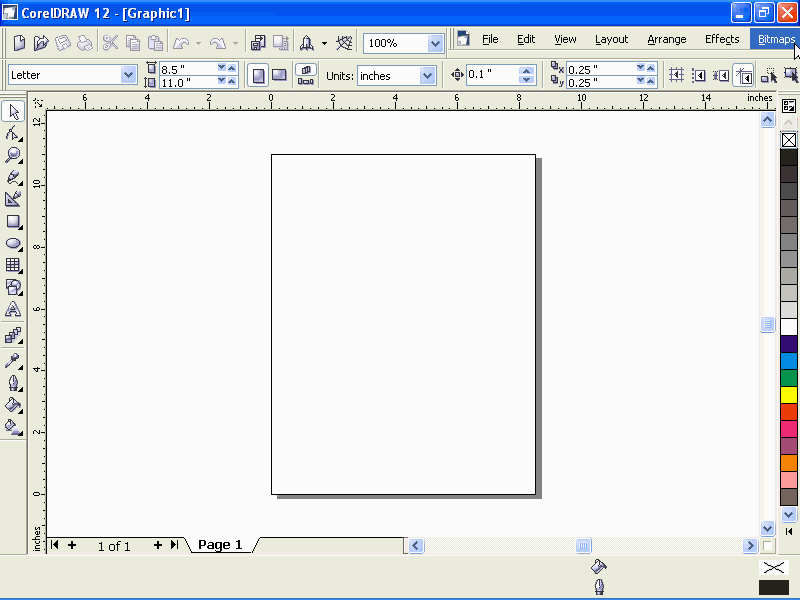 CorelDRAW 12 - [Graphic1]
100% File Edit View Layout Arrange Effects Bitmaps
Letter 8.5 " 11.0 " Units: inches 0.1 " 0.25 " 0.25 "
6 4 2 0 2 4 6 8 10 12 14 inches
12
10
8
6
4
2
0
inches
1 of 1 Page 1